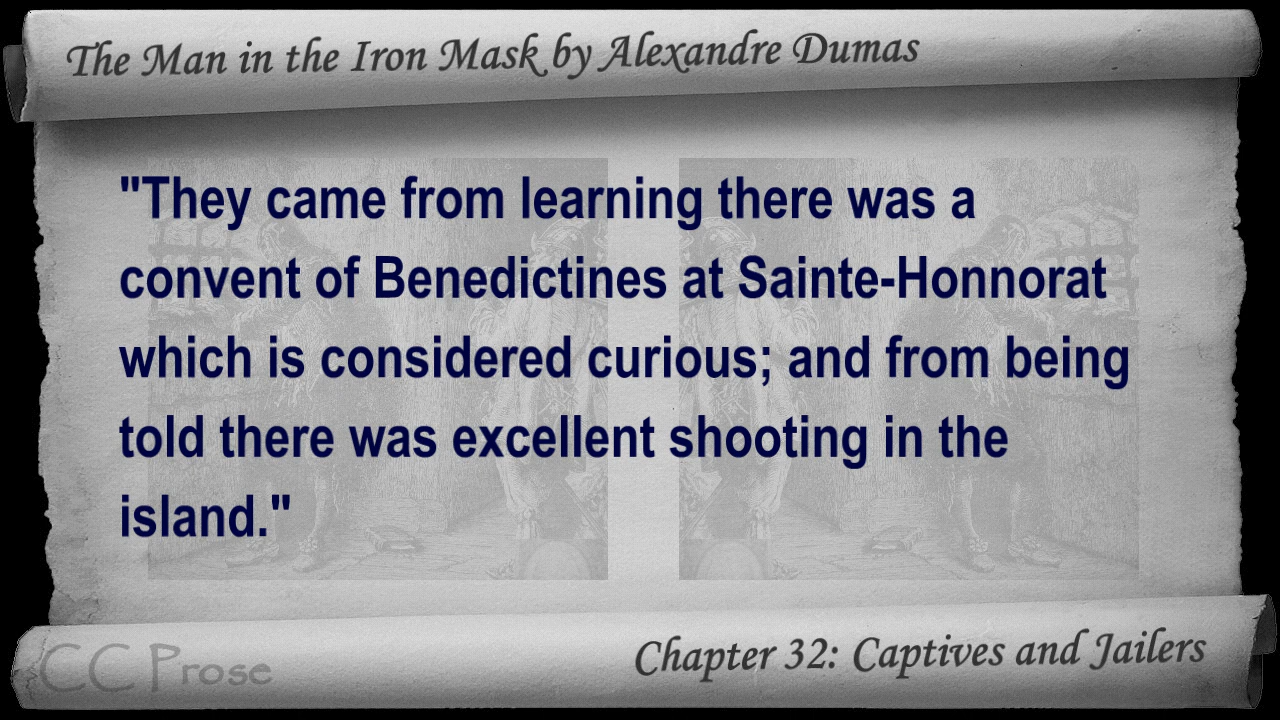 The Man in the Iron Mask by Alexandre Dumas
"They came from learning there was a
convent of Benedictines at Sainte-Honnorat
which is considered curious; and from being
told there was excellent shooting in the
island."
CC Prose
Chapter 32: Captives and Jailers